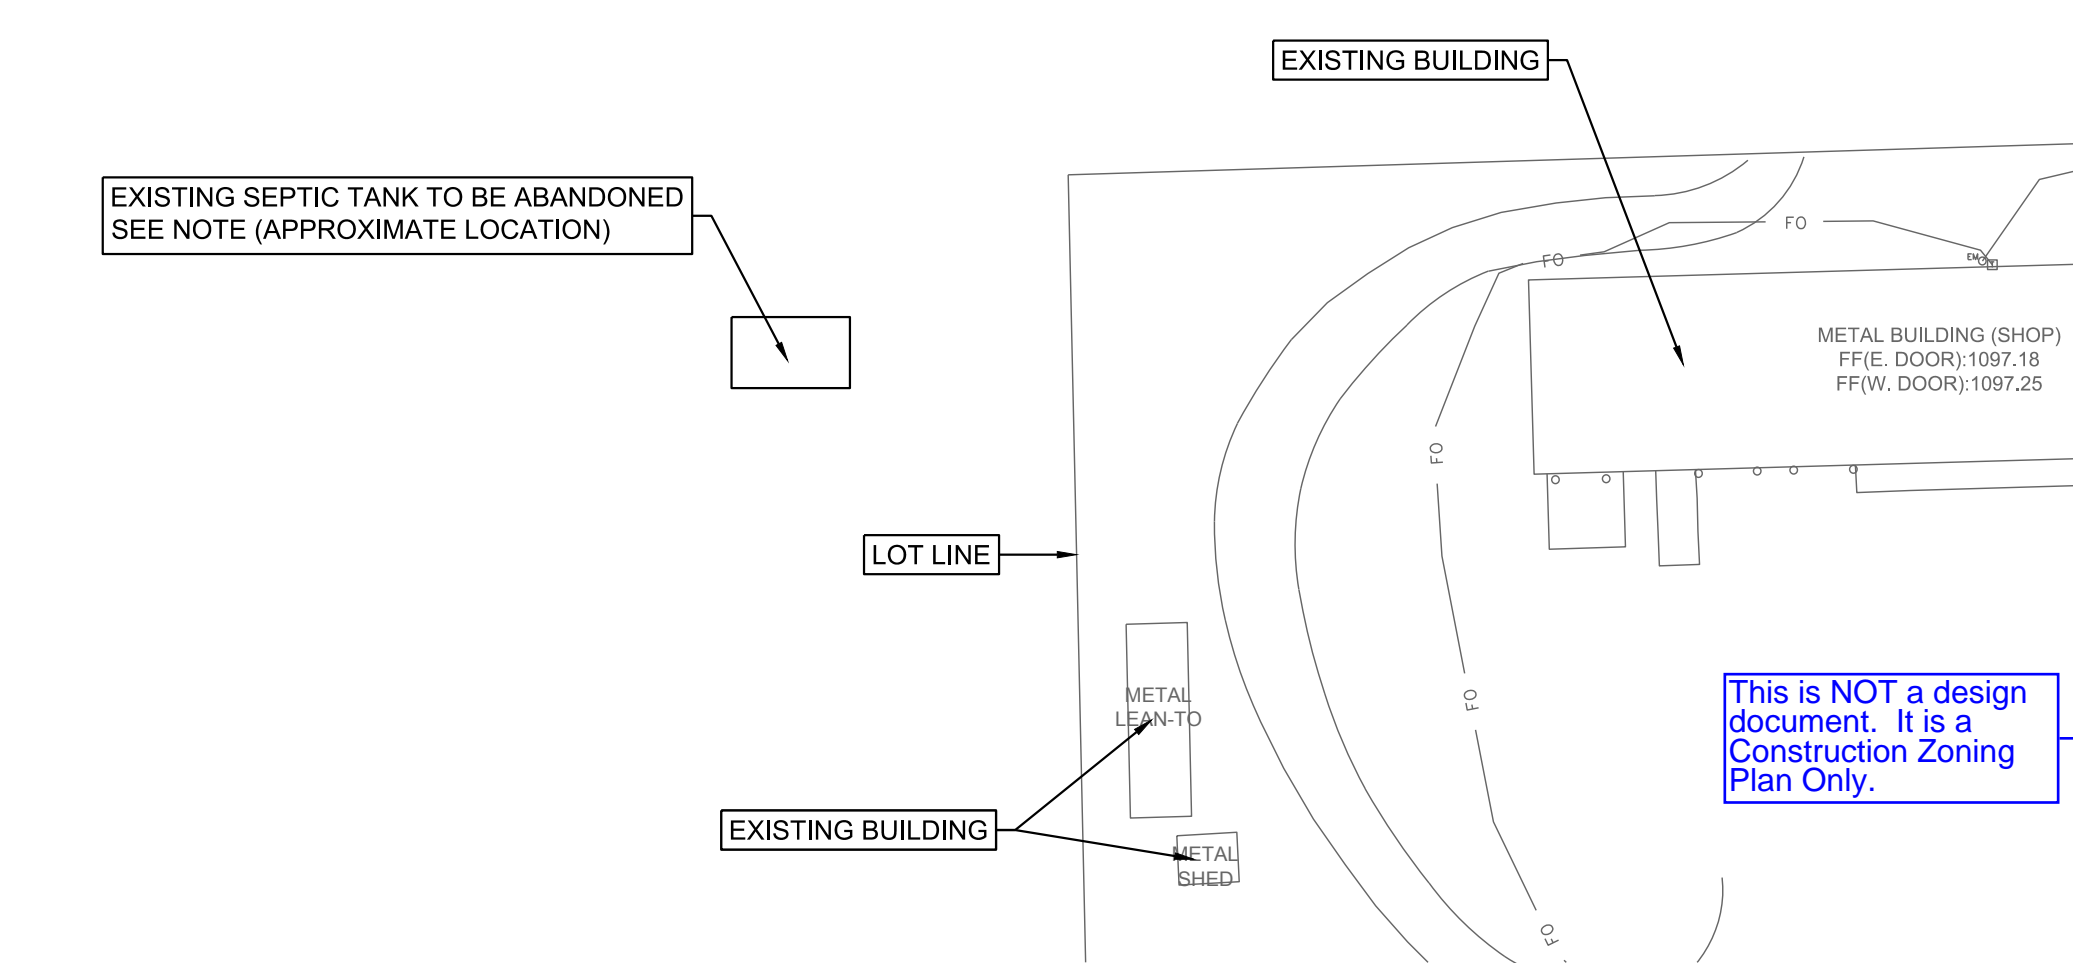 EXISTING BUILDING
EXISTING SEPTIC TANK TO BE ABANDONED
SEE NOTE (APPROXIMATE LOCATION)
FO
FO
EM
METAL BUILDING (SHOP)
FF(E. DOOR):1097.18
FF(W. DOOR):1097.25
FO
LOT LINE
METAL
LEAN-TO
FO
This is NOT a design
document.  It is a
Construction Zoning
Plan Only.
EXISTING BUILDING
METAL
SHED
FO